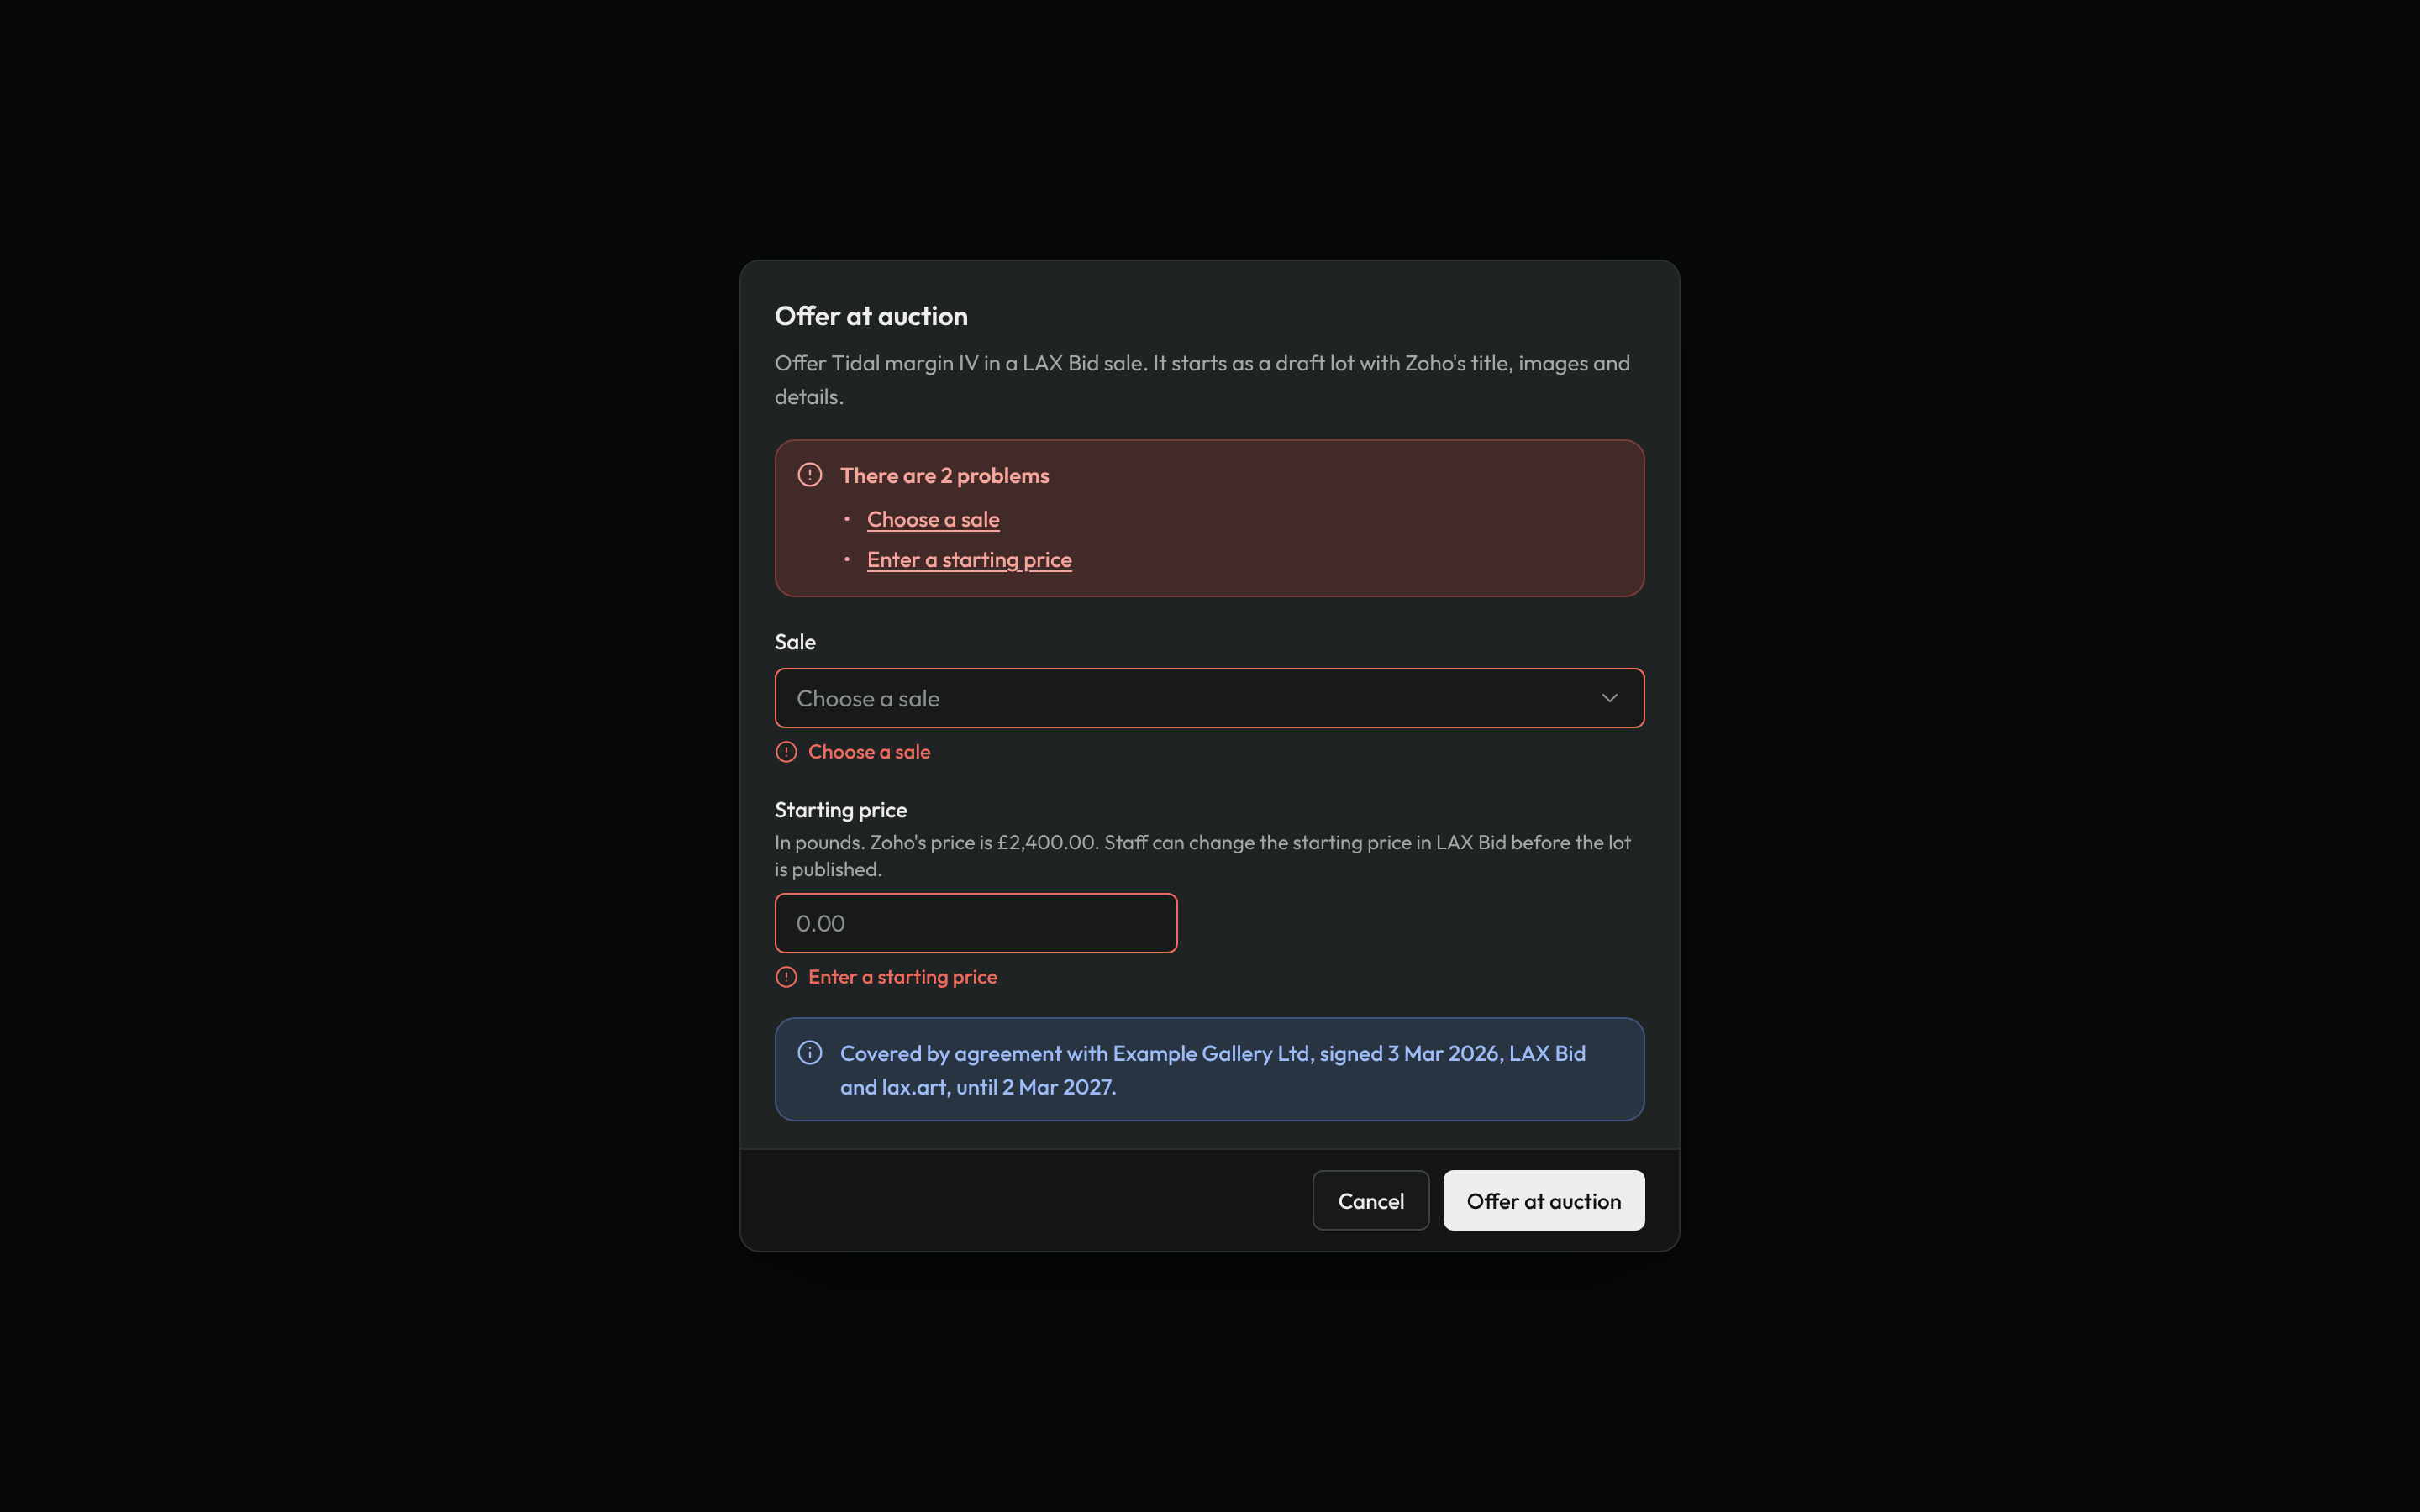 Offer at auction
Offer Tidal margin IV in a LAX Bid sale. It starts as a draft lot with Zoho's title, images and
details.
There are 2 problems
• Choose a sale
• Enter a starting price
Sale
Choose a sale
Choose a sale
Starting price
In pounds. Zoho's price is £2,400.00. Staff can change the starting price in LAX Bid before the lot
is published.
0.00
Enter a starting price
Covered by agreement with Example Gallery Ltd, signed 3 Mar 2026, LAX Bid
and lax.art, until 2 Mar 2027.
Cancel
Offer at auction